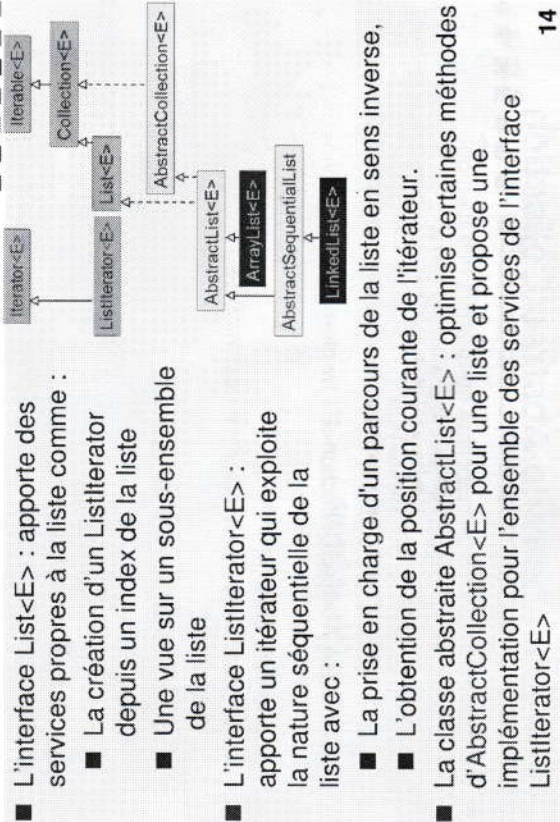 ■ L'interface List<E> : apporte des
services propres à la liste comme :
■ La création d'un ListIterator
depuis un index de la liste
■ Une vue sur un sous-ensemble
de la liste
■ L'interface ListIterator<E> :
apporte un itérateur qui exploite
la nature séquentielle de la
liste avec :
■ La prise en charge d'un parcours de la liste en sens inverse,
■ L'obtention de la position courante de l'itérateur.
■ La classe abstraite AbstractList<E> : optimise certaines méthodes
d'AbstractCollection<E> pour une liste et propose une
implémentation pour l'ensemble des services de l'interface
ListIterator<E>
Iterator<E>
Iterable<E>
Collection<E>
ListIterator<E>
List<E>
AbstractCollection<E>
AbstractList<E>
ArrayList<E>
AbstractSequentialList
LinkedList<E>
14